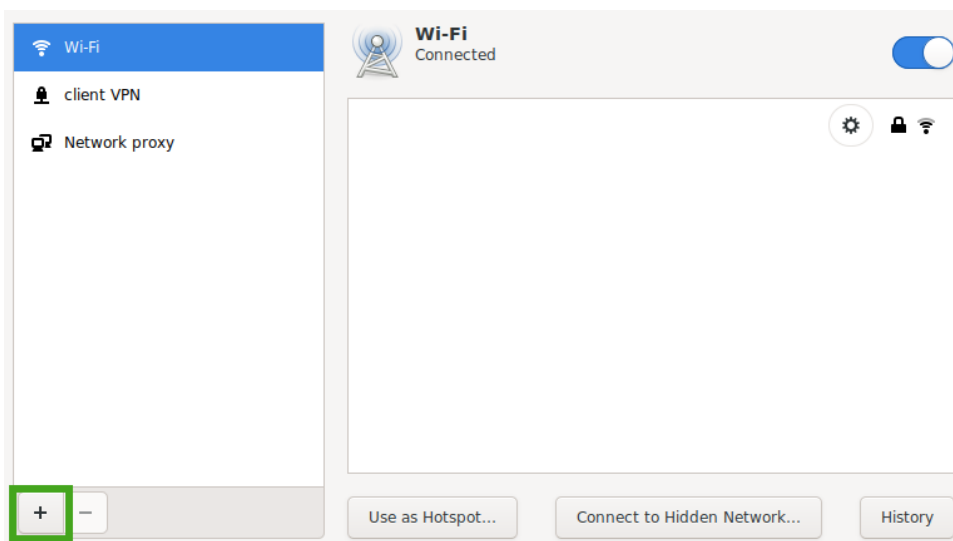 Wi-Fi
client VPN
Network proxy
+
−
Wi-Fi
Connected
Use as Hotspot...
Connect to Hidden Network...
History